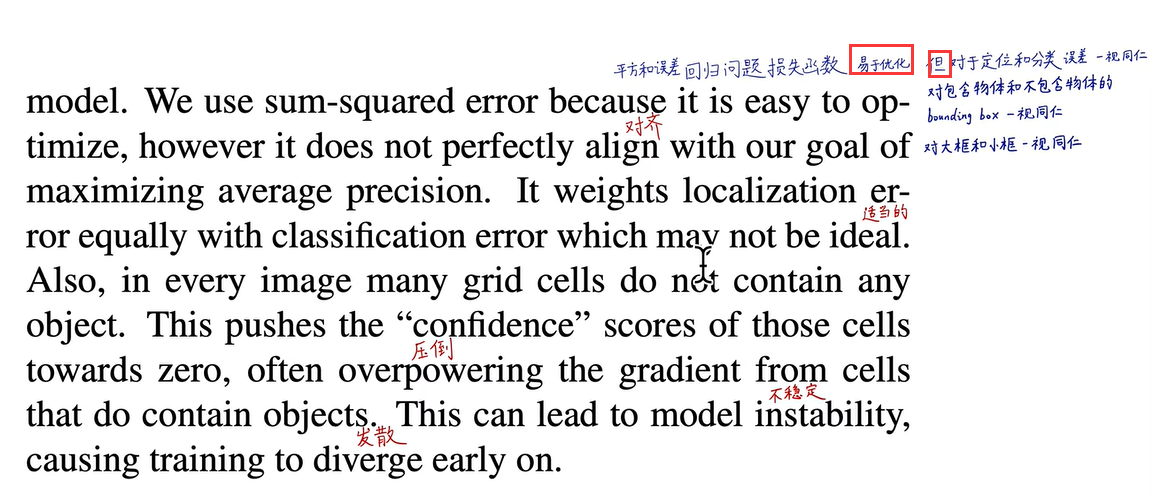 平方和误差 回归问题 损失函数 易于优化 但 对于定位和分类误差一视同仁
对包含物体和不包含物体的
model. We use sum-squared error because it is easy to op-
bounding box 一视同仁
对齐
timize, however it does not perfectly align with our goal of
对大框和小框一视同仁
maximizing average precision. It weights localization er-
适当的
ror equally with classification error which may not be ideal.
Also, in every image many grid cells do not contain any
object. This pushes the “confidence” scores of those cells
压倒
towards zero, often overpowering the gradient from cells
不稳定
that do contain objects. This can lead to model instability,
发散
causing training to diverge early on.